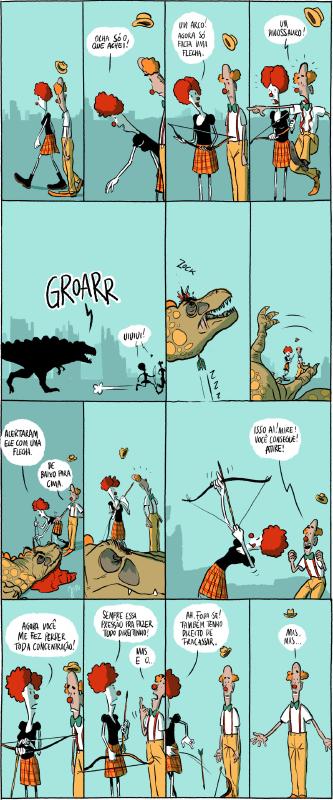 OLHA SÓ O
QUE ACHEI!
UM ARCO!
AGORA SÓ
FALTA UMA
FLECHA.
UM
DINOSSAURO!
GROARR
UUUUI!
ZOCK
ZZZ
ALERTARAM
ELE COM UMA
FLECHA.
DE
BAIXO PARA
CIMA.
ISSO AÍ! MIRE!
VOCÊ CONSEGUE!
ATIRE!
AGORA VOCÊ
ME FEZ PERDER
TODA CONCENTRAÇÃO!
SEMPRE ESSA
PRESSÃO PRA FAZER
TUDO DIREITINHO!
MAS
E O...
AH, FODA-SE!
TAMBÉM TENHO
DIREITO DE
FRACASSAR.
MAS,
MAS...